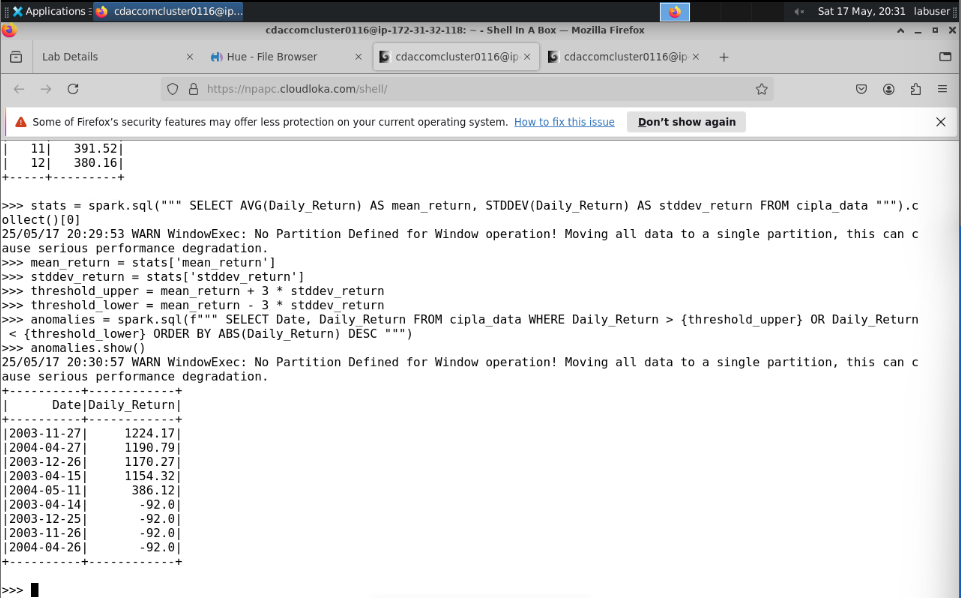 Applications
cdaccomcluster0116@ip...
Sat 17 May, 20:31
labuser
cdaccomcluster0116@ip-172-31-32-118: ~ - Shell In A Box — Mozilla Firefox
Lab Details
Hue - File Browser
cdaccomcluster0116@ip
cdaccomcluster0116@ip
https://npapc.cloudloka.com/shell/
Some of Firefox's security features may offer less protection on your current operating system. How to fix this issue
Don't show again
|   11|   391.52|
|   12|   380.16|
+-----+---------+
>>> stats = spark.sql(""" SELECT AVG(Daily_Return) AS mean_return, STDDEV(Daily_Return) AS stddev_return FROM cipla_data """).c
ollect()[0]
25/05/17 20:29:53 WARN WindowExec: No Partition Defined for Window operation! Moving all data to a single partition, this can c
ause serious performance degradation.
>>> mean_return = stats['mean_return']
>>> stddev_return = stats['stddev_return']
>>> threshold_upper = mean_return + 3 * stddev_return
>>> threshold_lower = mean_return - 3 * stddev_return
>>> anomalies = spark.sql(f""" SELECT Date, Daily_Return FROM cipla_data WHERE Daily_Return > {threshold_upper} OR Daily_Return
 < {threshold_lower} ORDER BY ABS(Daily_Return) DESC """)
>>> anomalies.show()
25/05/17 20:30:57 WARN WindowExec: No Partition Defined for Window operation! Moving all data to a single partition, this can c
ause serious performance degradation.
+----------+------------+
|      Date|Daily_Return|
+----------+------------+
|2003-11-27|     1224.17|
|2004-04-27|     1190.79|
|2003-12-26|     1170.27|
|2003-04-15|     1154.32|
|2004-05-11|      386.12|
|2003-04-14|       -92.0|
|2003-12-25|       -92.0|
|2003-11-26|       -92.0|
|2004-04-26|       -92.0|
+----------+------------+
>>>